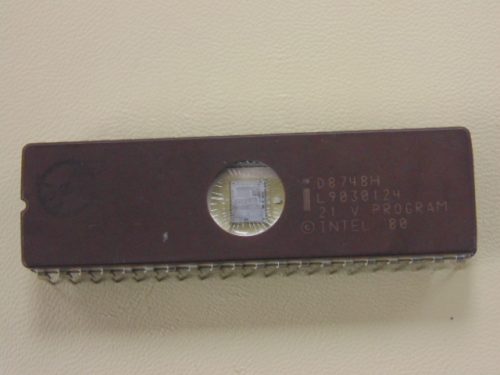 D8748H
L9030124
21 V PROGRAM
©INTEL '80